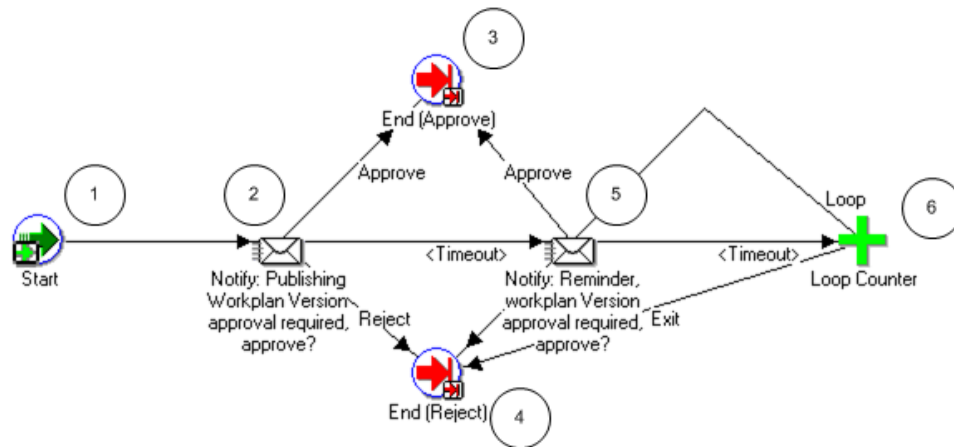 3
End (Approve)
1
2
Approve
Approve
5
Loop
6
Start
<Timeout>
<Timeout>
Notify: Publishing
Workplan Version
approval required,
approve?
Notify: Reminder,
workplan Version
approval required,
approve?
Loop Counter
Reject
Exit
End (Reject)
4